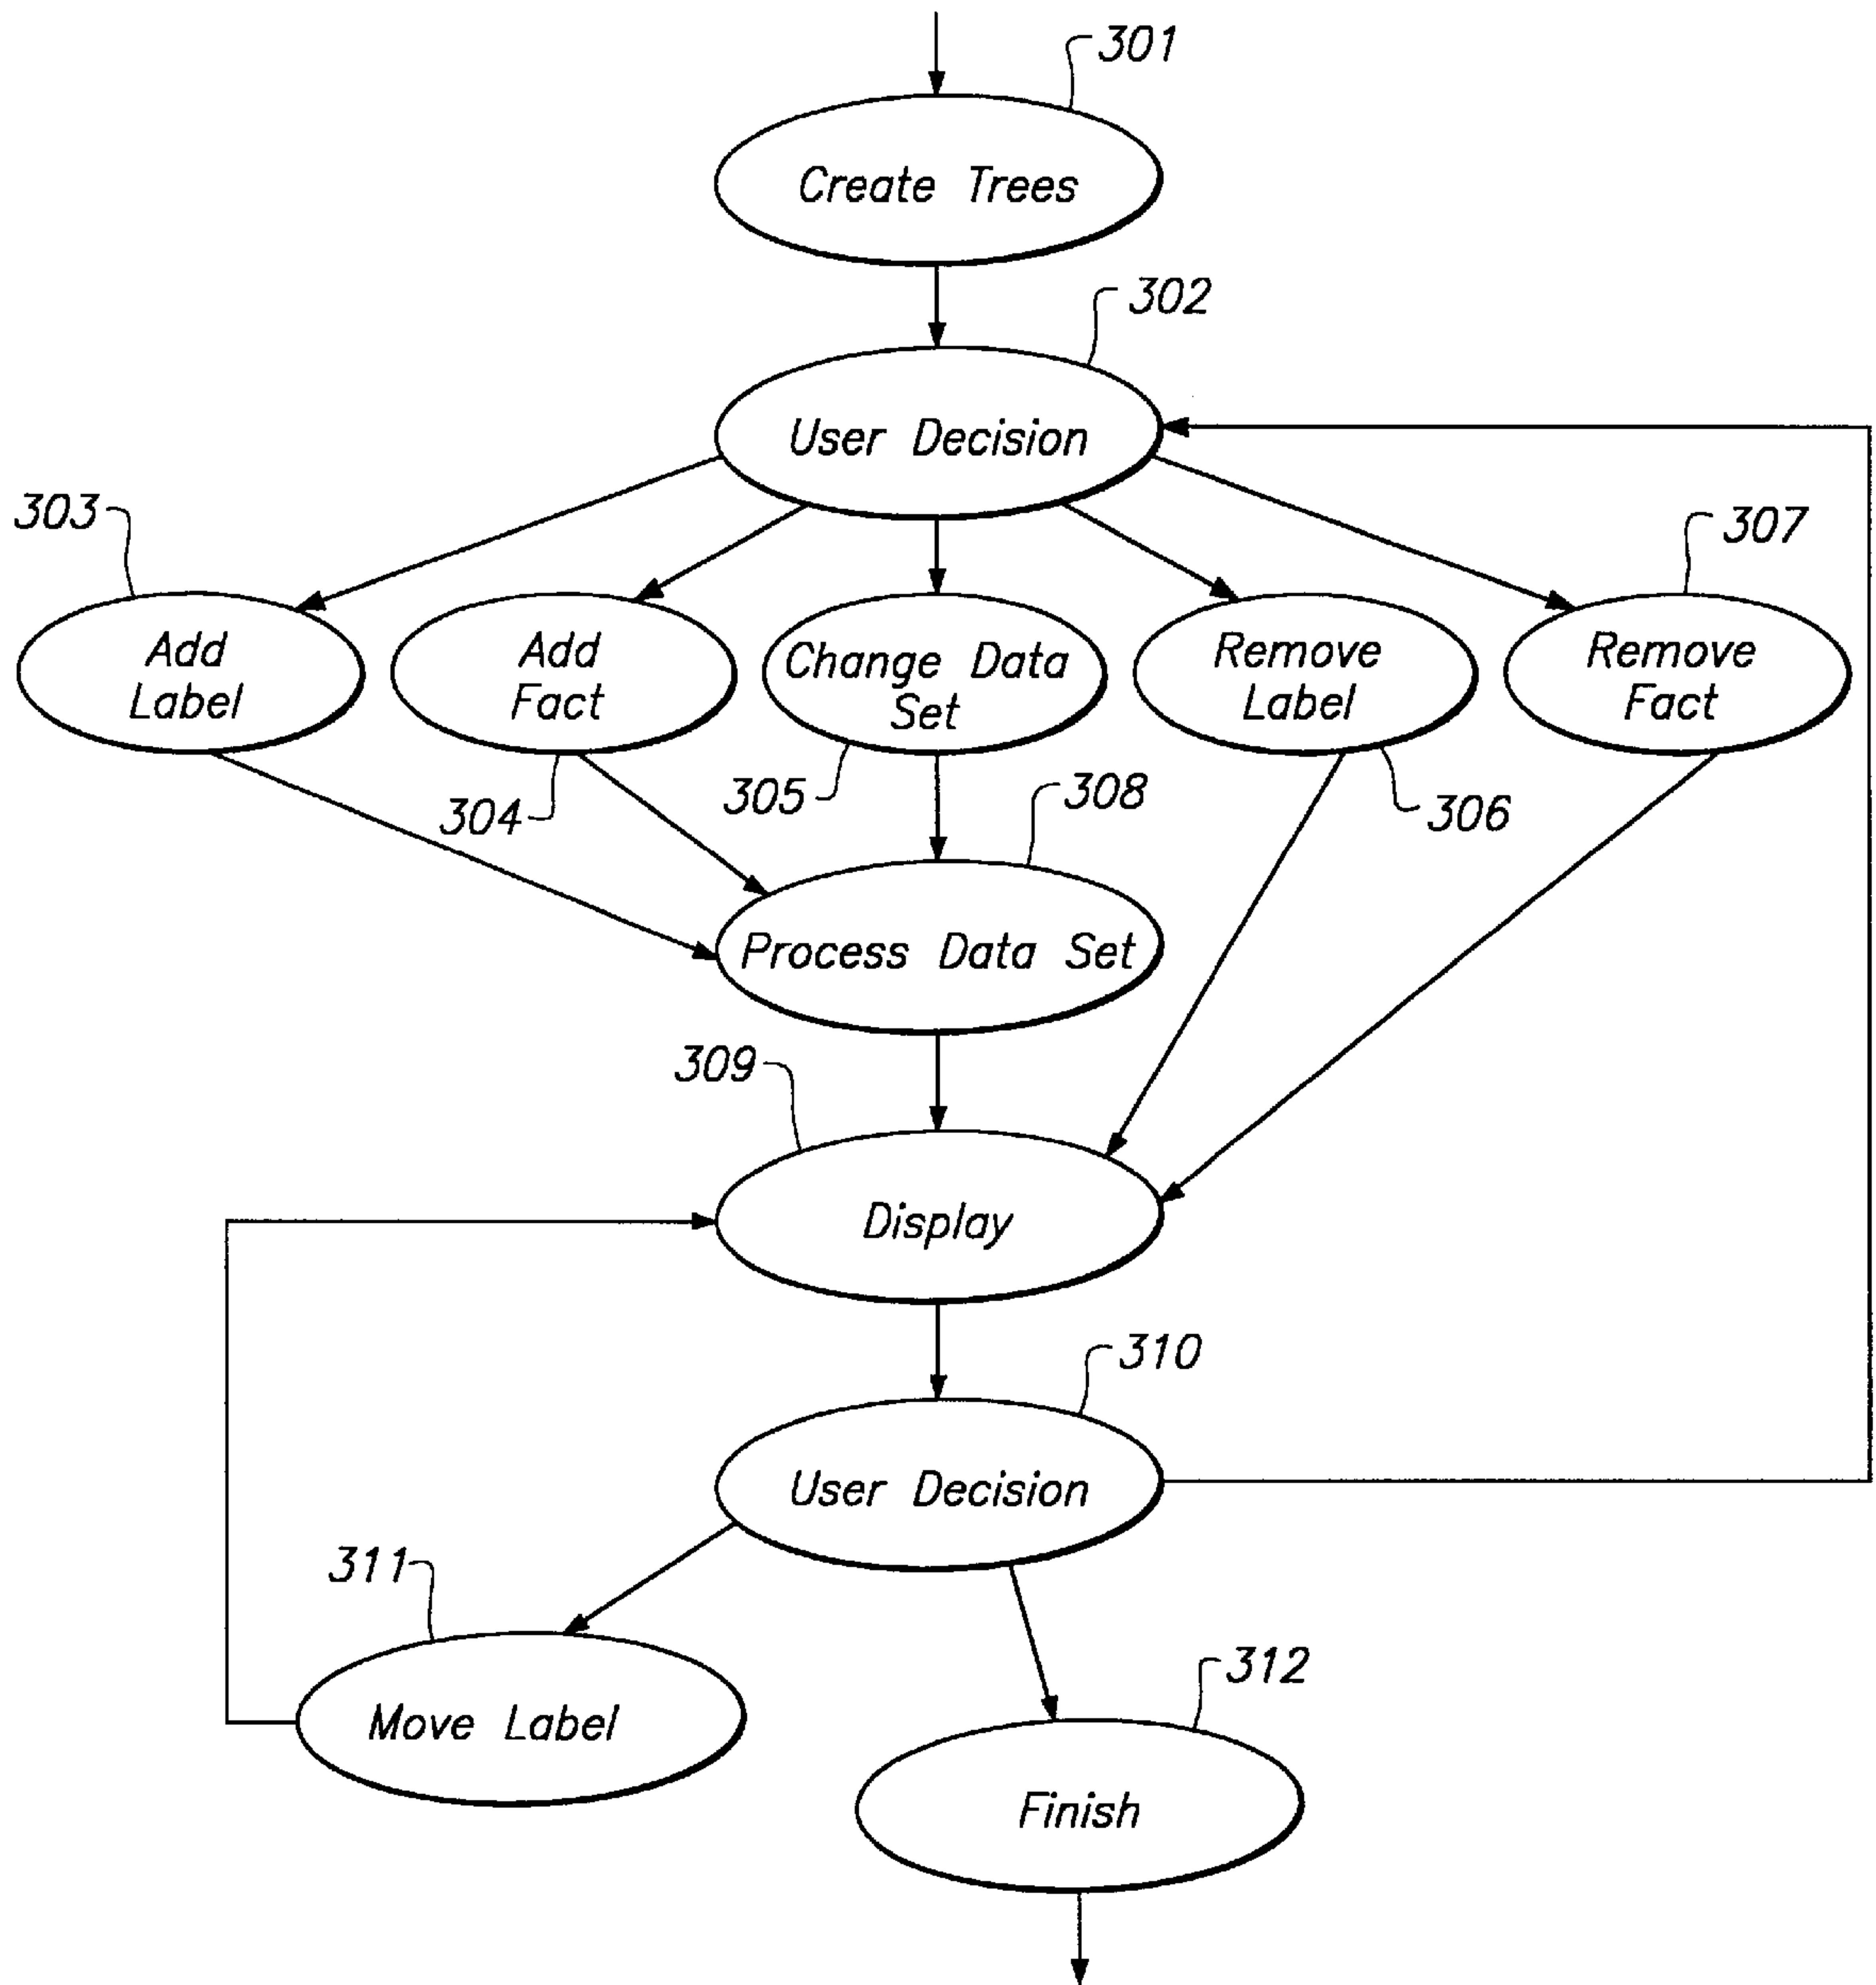 301
Create Trees
302
User Decision
303
307
Add
Label
Add
Fact
Change Data
Set
Remove
Label
Remove
Fact
304
305
308
306
Process Data Set
309
Display
310
User Decision
311
Move Label
312
Finish